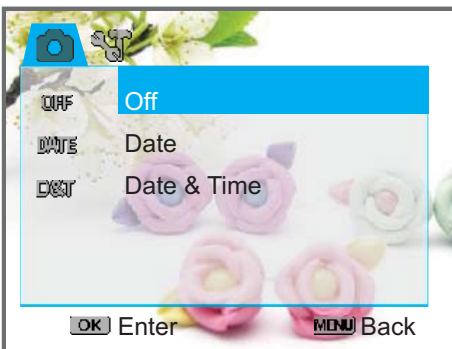 OFF Off
DATE Date
D&T Date & Time
OK Enter MENU Back